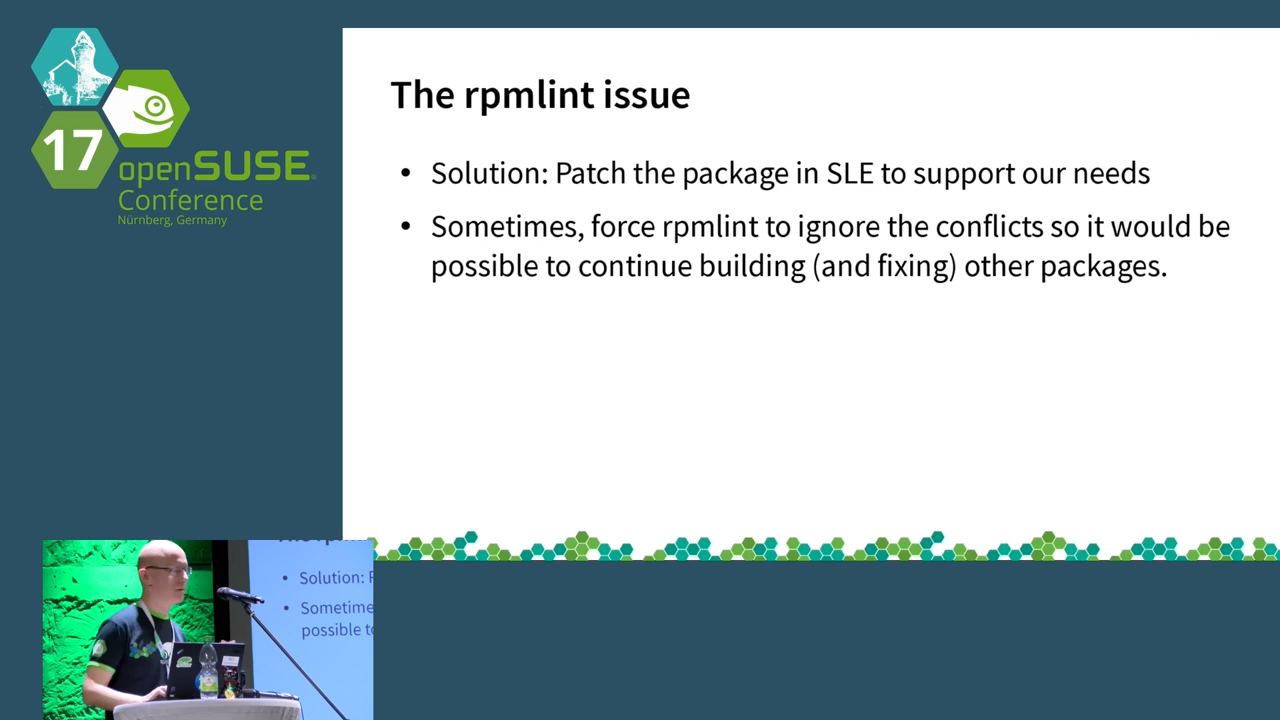 17
openSUSE
Conference
Nürnberg, Germany
The rpmlint issue
• Solution: Patch the package in SLE to support our needs
• Sometimes, force rpmlint to ignore the conflicts so it would be
possible to continue building (and fixing) other packages.
• Solution:
• Sometime
possible to